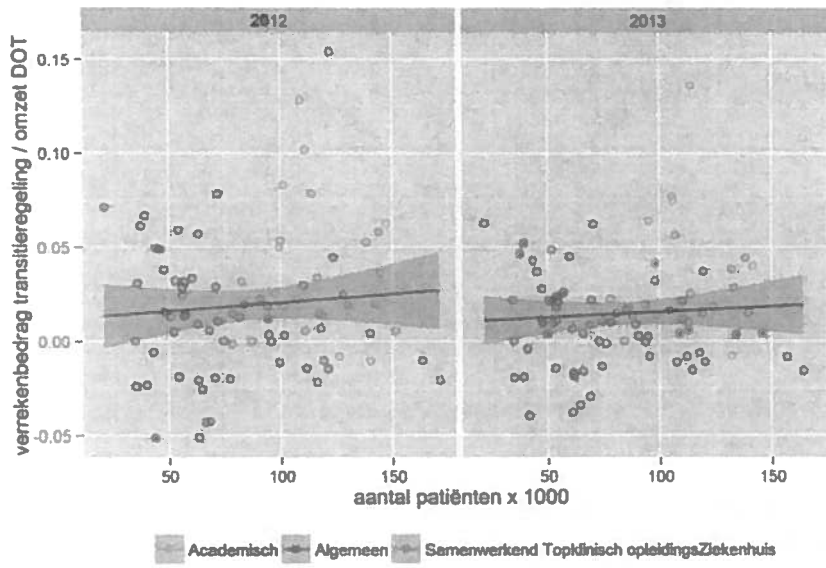 2012 2013
verrekenbedrag transitieregeling / omzet DOT
0.15
0.10
0.05
0.00
-0.05
50 100 150 50 100 150
aantal patiënten x 1000
Academisch Algemeen Samenwerkend Topklinisch opleidingsZiekenhuis